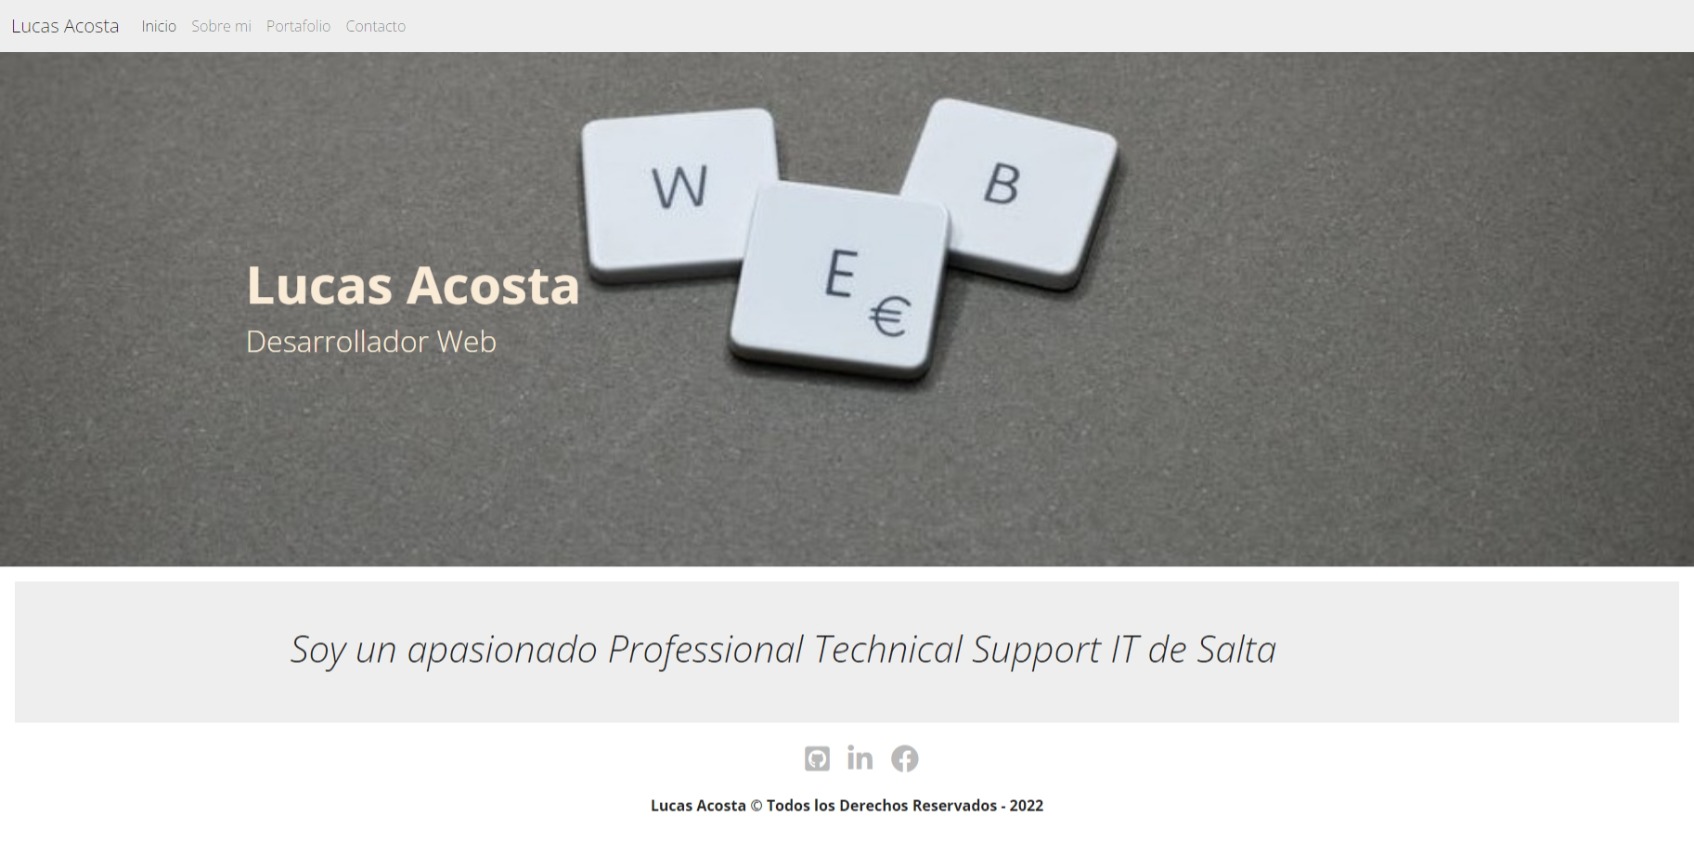 Lucas Acosta Inicio Sobre mi Portafolio Contacto
W B
E €
Lucas Acosta
Desarrollador Web
Soy un apasionado Professional Technical Support IT de Salta
in
Lucas Acosta © Todos los Derechos Reservados - 2022